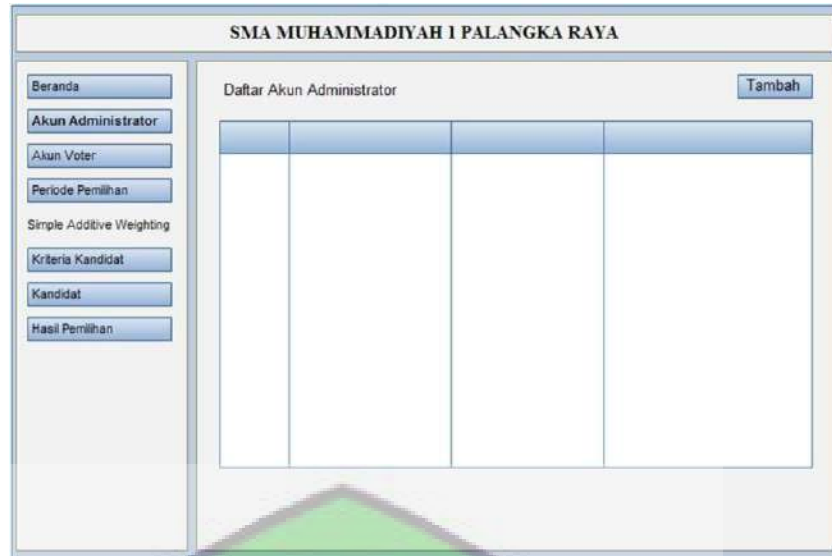 SMA MUHAMMADIYAH 1 PALANGKA RAYA
Beranda
Akun Administrator
Akun Voter
Periode Pemilihan
Simple Additive Weighting
Kriteria Kandidat
Kandidat
Hasil Pemilihan
Daftar Akun Administrator
Tambah